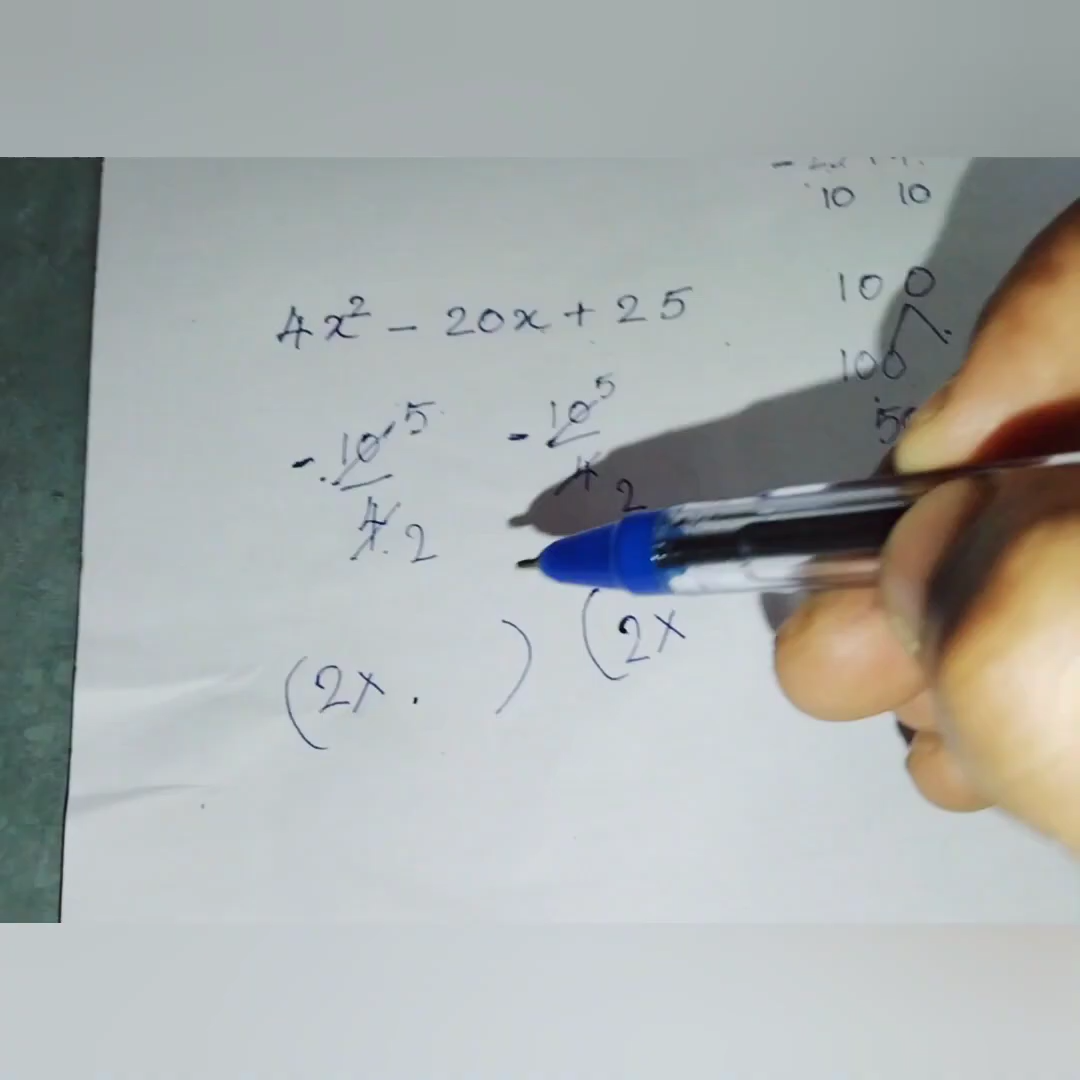 10 10
4x² - 20x + 25
100
100
- 10 5 - 10 5
4 2 4 2
(2x . ) (2x